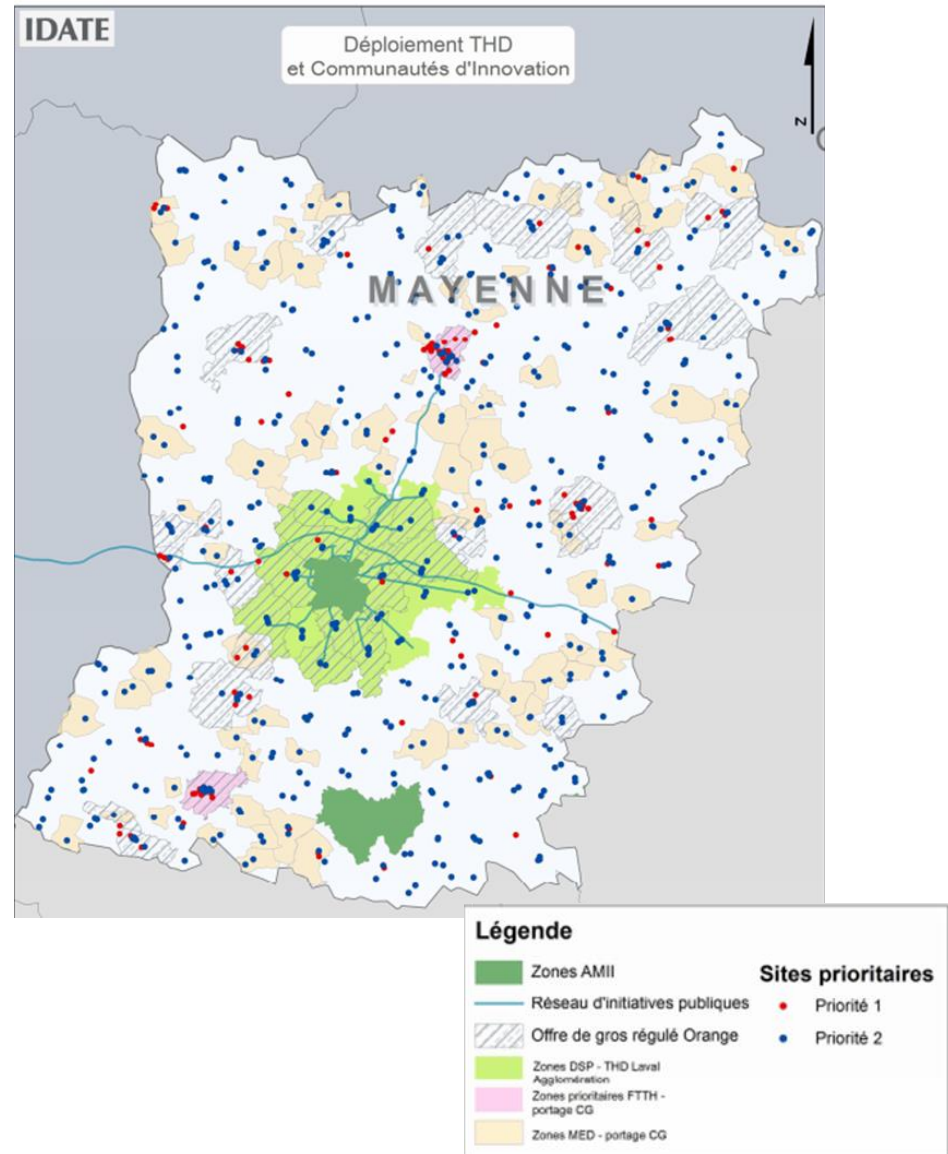 IDATE
Déploiement THD
et Communautés d'Innovation
N
MAYENNE
Légende
Zones AMII
Réseau d'initiatives publiques
Offre de gros régulé Orange
Zones DSP - THD Laval
Agglomération
Zones prioritaires FTTH -
portage CG
Zones MED - portage CG
Sites prioritaires
Priorité 1
Priorité 2